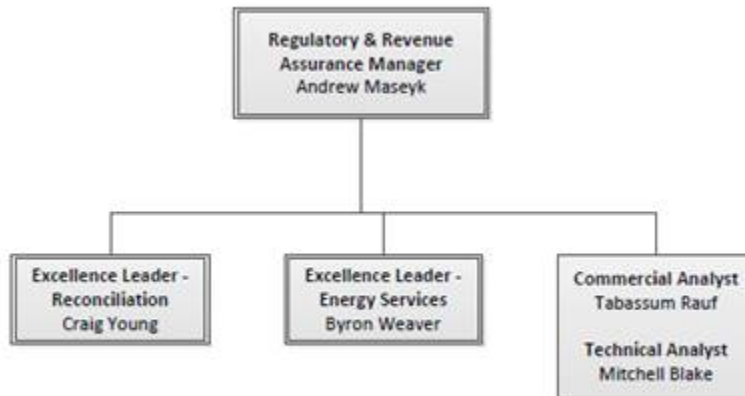 Regulatory & Revenue
Assurance Manager
Andrew Maseyk
Excellence Leader -
Reconciliation
Craig Young
Excellence Leader -
Energy Services
Byron Weaver
Commercial Analyst
Tabassum Rauf
Technical Analyst
Mitchell Blake